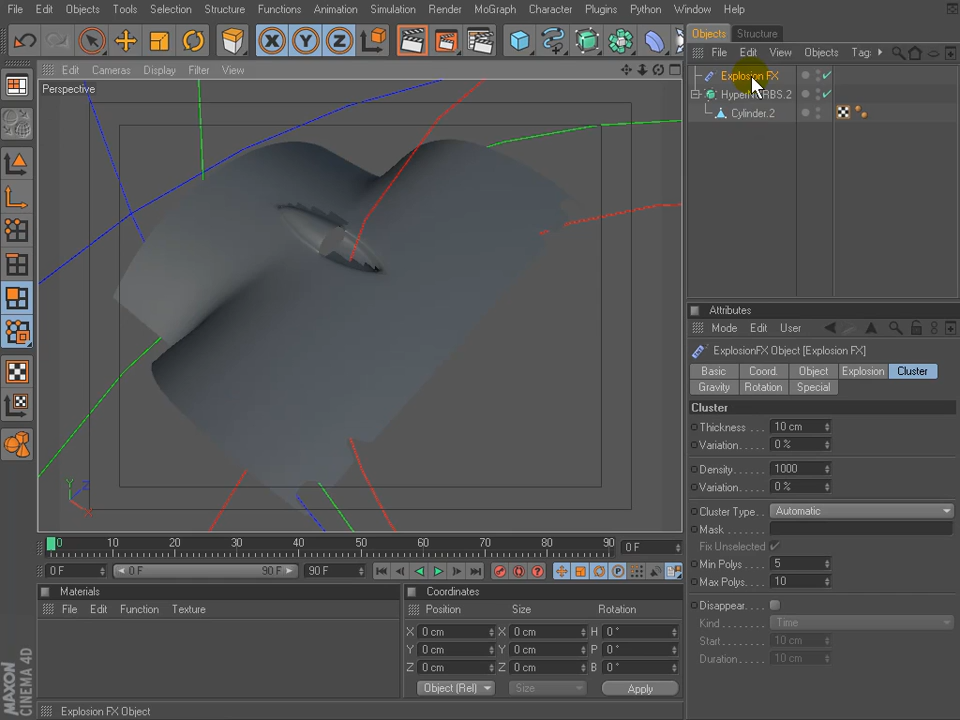 File Edit Objects Tools Selection Structure Functions Animation Simulation Render MoGraph Character Plugins Python Window Help
X Y Z
Objects Structure
File Edit View Objects Tag
Edit Cameras Display Filter View
Perspective
Explosion FX
HyperNURBS.2
Cylinder.2
Attributes
Mode Edit User
ExplosionFX Object [Explosion FX]
Basic Coord. Object Explosion Cluster
Gravity Rotation Special
Cluster
Thickness . . . 10 cm
Variation. . . . 0 %
Density. . . . . 1000
Variation. . . . 0 %
Cluster Type. . Automatic
Mask. . . . . .
Fix Unselected
Min Polys . . . 5
Max Polys. . . 10
Disappear. . .
Kind. . . . . . . Time
Start. . . . . . . 10 cm
Duration. . . . 10 cm
Y Z X
0 10 20 30 40 50 60 70 80 90 0 F
0 F 0 F 90 F 90 F
Materials
File Edit Function Texture
Coordinates
Position Size Rotation
X 0 cm X 0 cm H 0 °
Y 0 cm Y 0 cm P 0 °
Z 0 cm Z 0 cm B 0 °
Object (Rel) Size Apply
MAXON
CINEMA 4D
Explosion FX Object